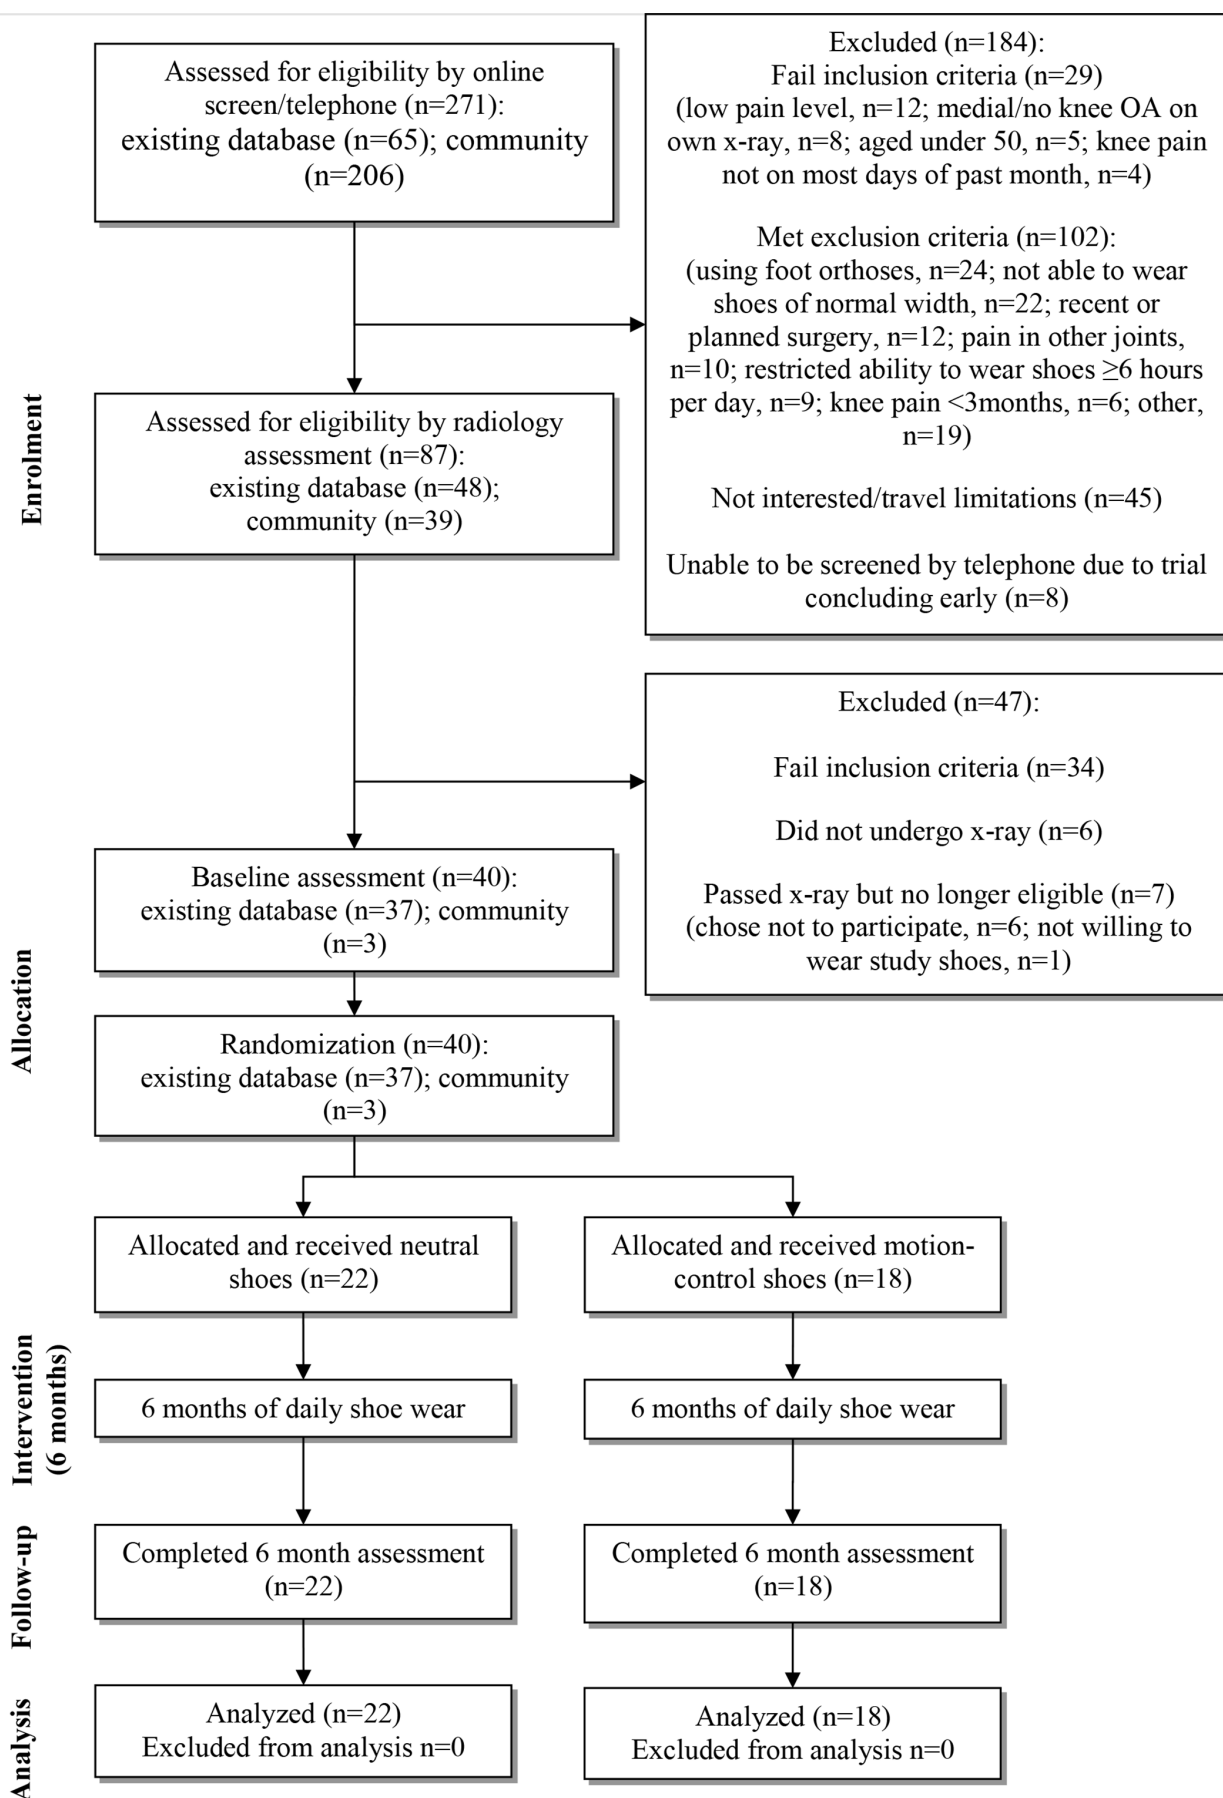 Assessed for eligibility by online
screen/telephone (n=271):
existing database (n=65); community
(n=206)
Excluded (n=184):
Fail inclusion criteria (n=29)
(low pain level, n=12; medial/no knee OA on
own x-ray, n=8; aged under 50, n=5; knee pain
not on most days of past month, n=4)
Met exclusion criteria (n=102):
(using foot orthoses, n=24; not able to wear
shoes of normal width, n=22; recent or
planned surgery, n=12; pain in other joints,
n=10; restricted ability to wear shoes ≥6 hours
per day, n=9; knee pain <3months, n=6; other,
n=19)
Not interested/travel limitations (n=45)
Unable to be screened by telephone due to trial
concluding early (n=8)
Enrolment
Assessed for eligibility by radiology
assessment (n=87):
existing database (n=48);
community (n=39)
Excluded (n=47):
Fail inclusion criteria (n=34)
Did not undergo x-ray (n=6)
Passed x-ray but no longer eligible (n=7)
(chose not to participate, n=6; not willing to
wear study shoes, n=1)
Baseline assessment (n=40):
existing database (n=37); community
(n=3)
Allocation
Randomization (n=40):
existing database (n=37); community
(n=3)
Allocated and received neutral
shoes (n=22)
Allocated and received motion-
control shoes (n=18)
Intervention
(6 months)
6 months of daily shoe wear
6 months of daily shoe wear
Follow-up
Completed 6 month assessment
(n=22)
Completed 6 month assessment
(n=18)
Analysis
Analyzed (n=22)
Excluded from analysis n=0
Analyzed (n=18)
Excluded from analysis n=0